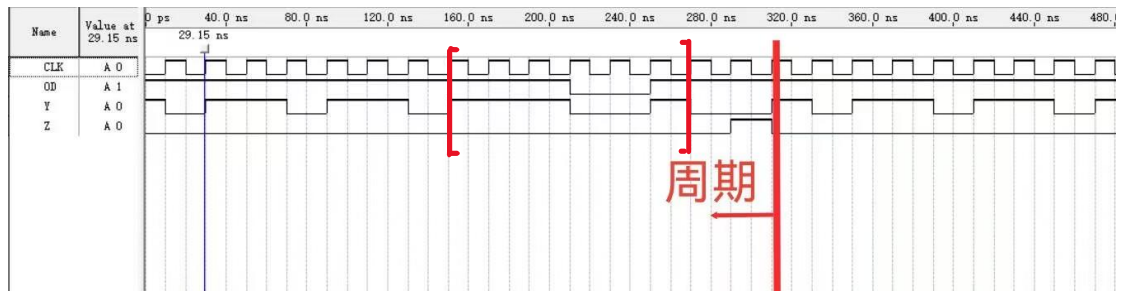 Name
Value at
29.15 ns
0 ps
40.0 ns
80.0 ns
120.0 ns
160.0 ns
200.0 ns
240.0 ns
280.0 ns
320.0 ns
360.0 ns
400.0 ns
440.0 ns
480.
29.15 ns
CLK A 0
OD A 1
Y A 0
Z A 0
周期